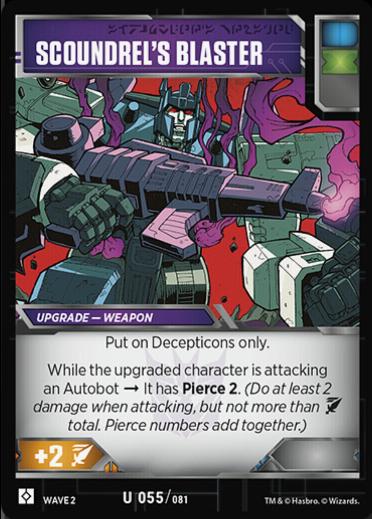 SCOUNDREL'S BLASTER
UPGRADE — WEAPON
Put on Decepticons only.
While the upgraded character is attacking
an Autobot → It has Pierce 2. (Do at least 2
damage when attacking, but not more than
total. Pierce numbers add together.)
+2
WAVE 2
U 055/081
TM & © Hasbro. © Wizards.